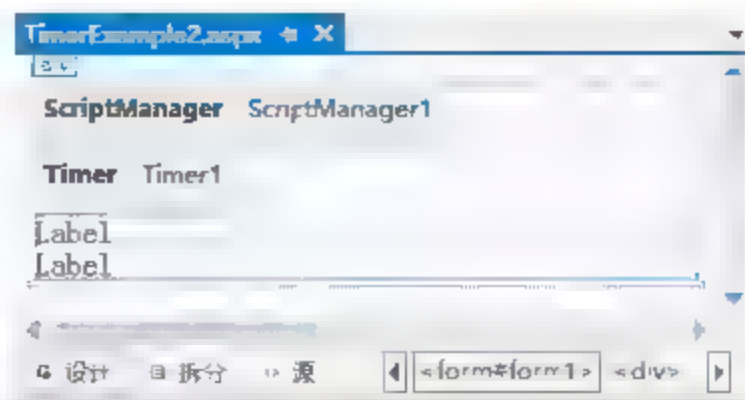 TimerExample2.aspx
ScriptManager ScriptManager1
Timer Timer1
Label
Label
设计 拆分 源 <form#form1> <div>